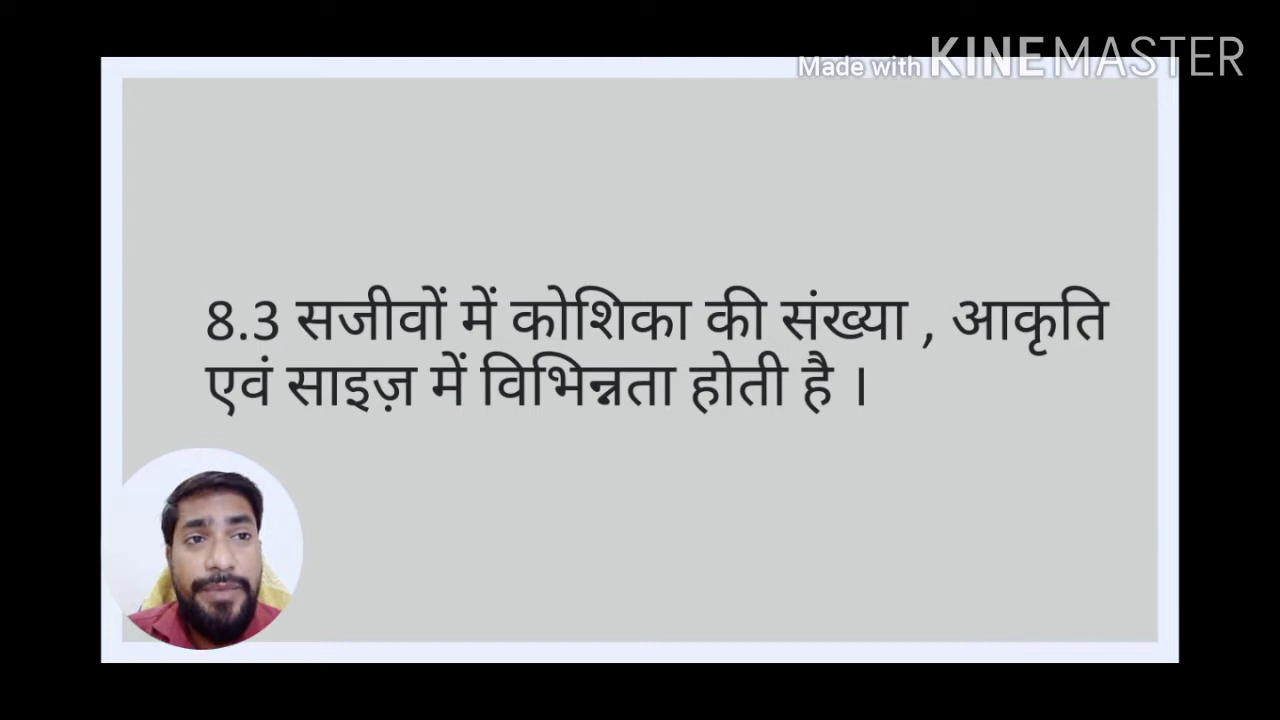 Made with KINEMASTER
8.3 सजीवों में कोशिका की संख्या , आकृति
एवं साइज़ में विभिन्नता होती है ।